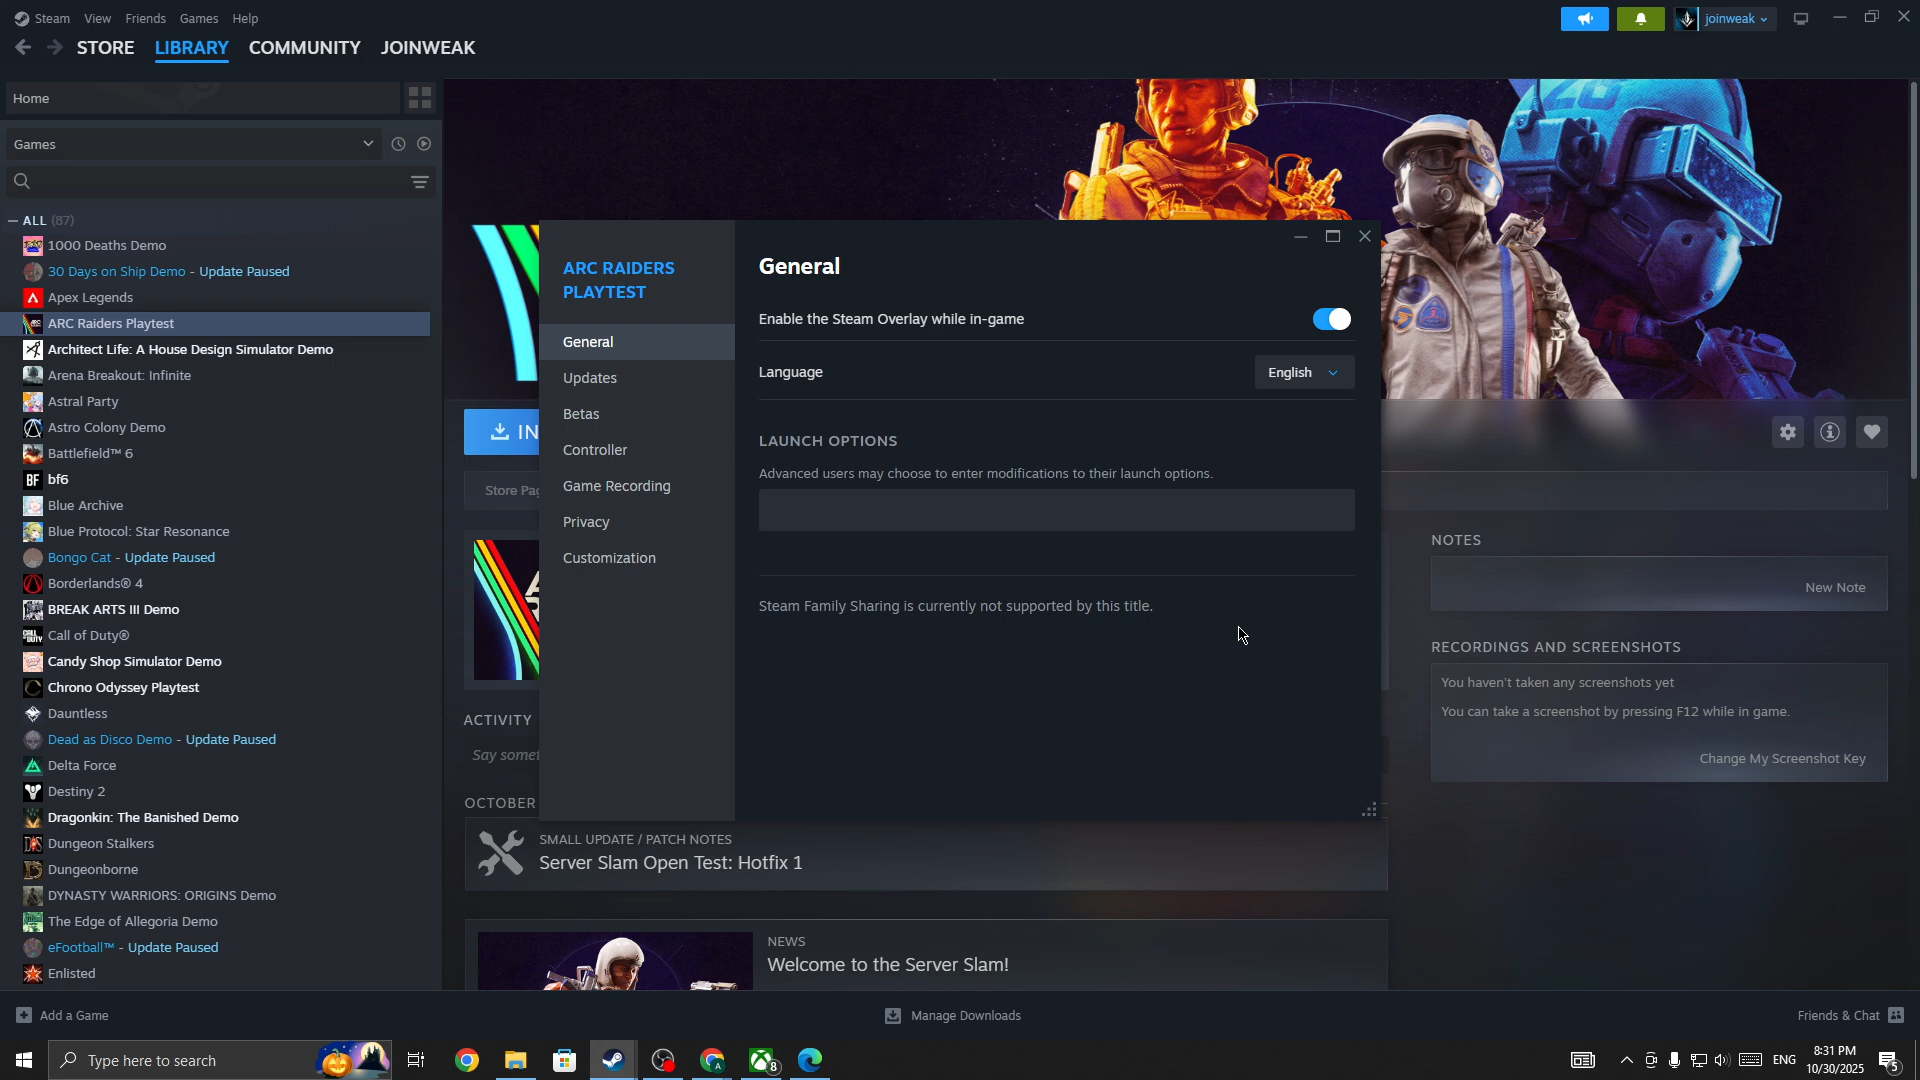 Steam View Friends Games Help
joinweak
STORE LIBRARY COMMUNITY JOINWEAK
Home
Games
ALL (87)
1000 Deaths Demo
30 Days on Ship Demo - Update Paused
Apex Legends
ARC Raiders Playtest
Architect Life: A House Design Simulator Demo
Arena Breakout: Infinite
Astral Party
Astro Colony Demo
Battlefield™ 6
BF bf6
Blue Archive
Blue Protocol: Star Resonance
Bongo Cat - Update Paused
Borderlands® 4
BREAK ARTS III Demo
Call of Duty®
Candy Shop Simulator Demo
Chrono Odyssey Playtest
Dauntless
Dead as Disco Demo - Update Paused
Delta Force
Destiny 2
Dragonkin: The Banished Demo
Dungeon Stalkers
Dungeonborne
DYNASTY WARRIORS: ORIGINS Demo
The Edge of Allegoria Demo
eFootball™ - Update Paused
Enlisted
IN
Store Pag
ARC RAIDERS
PLAYTEST
General
Updates
Betas
Controller
Game Recording
Privacy
Customization
General
Enable the Steam Overlay while in-game
Language English
LAUNCH OPTIONS
Advanced users may choose to enter modifications to their launch options.
Steam Family Sharing is currently not supported by this title.
ACTIVITY
Say somet
OCTOBER
SMALL UPDATE / PATCH NOTES
Server Slam Open Test: Hotfix 1
NEWS
Welcome to the Server Slam!
NOTES
New Note
RECORDINGS AND SCREENSHOTS
You haven't taken any screenshots yet
You can take a screenshot by pressing F12 while in game.
Change My Screenshot Key
Add a Game
Manage Downloads
Friends & Chat
Type here to search
8
ENG
8:31 PM
10/30/2025
5